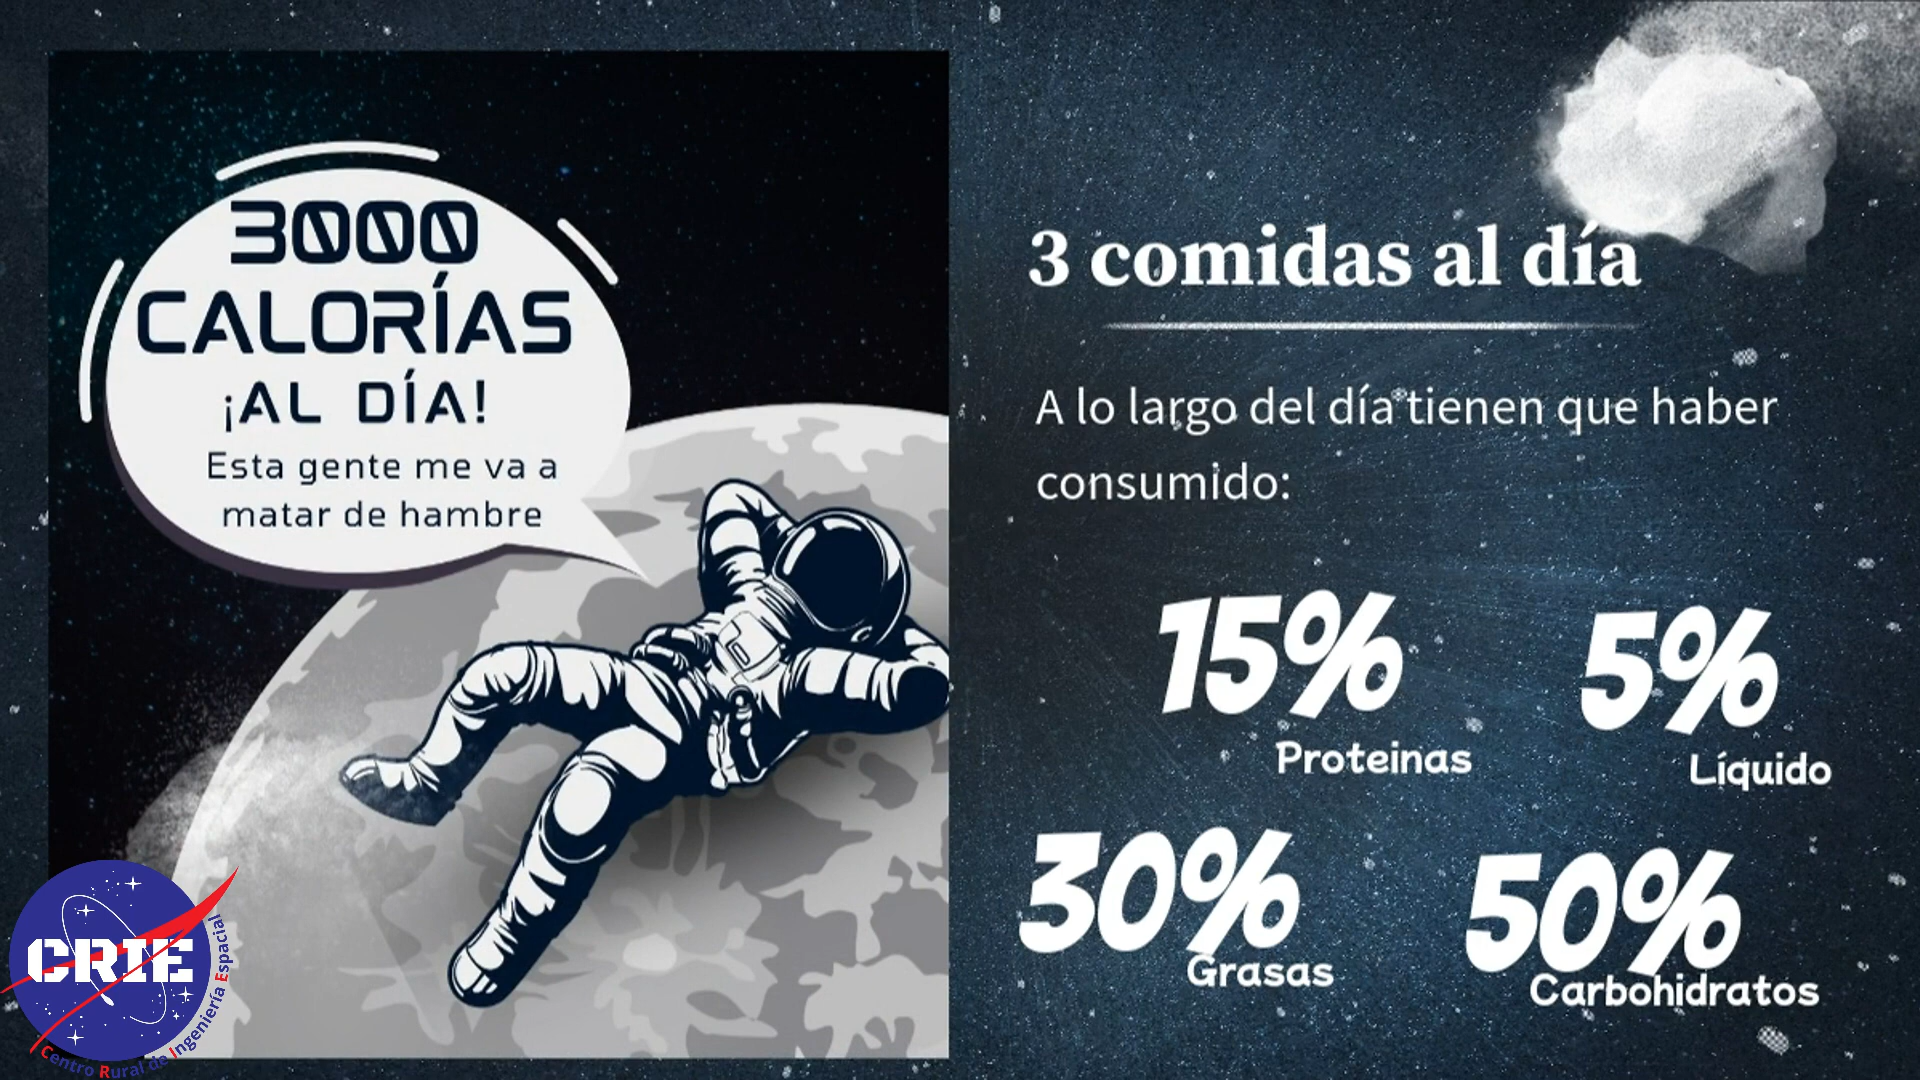 3000
CALORÍAS
¡AL DÍA!
Esta gente me va a
matar de hambre
3 comidas al día
A lo largo del día tienen que haber
consumido:
15%
Proteinas
5%
Líquido
30%
Grasas
50%
Carbohidratos
CRIE
Centro Rural de Ingeniería Espacial